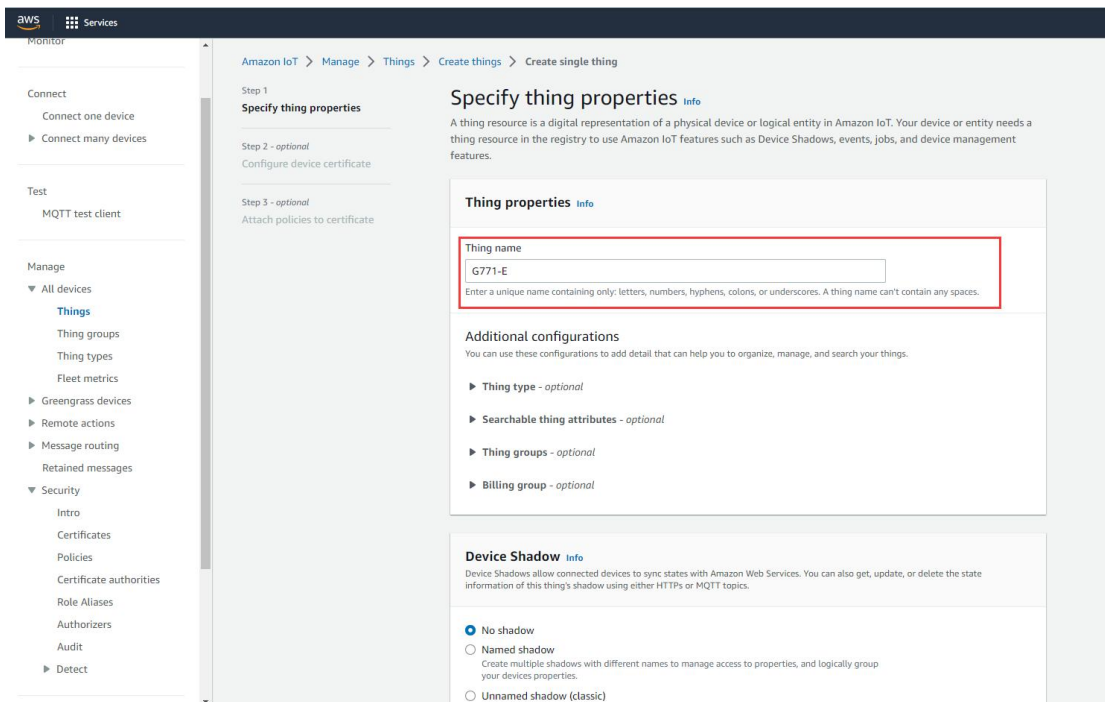 aws
Services
Monitor
Connect
Connect one device
Connect many devices
Test
MQTT test client
Manage
All devices
Things
Thing groups
Thing types
Fleet metrics
Greengrass devices
Remote actions
Message routing
Retained messages
Security
Intro
Certificates
Policies
Certificate authorities
Role Aliases
Authorizers
Audit
Detect
Amazon IoT > Manage > Things > Create things > Create single thing
Step 1
Specify thing properties
Step 2 - optional
Configure device certificate
Step 3 - optional
Attach policies to certificate
Specify thing properties Info
A thing resource is a digital representation of a physical device or logical entity in Amazon IoT. Your device or entity needs a
thing resource in the registry to use Amazon IoT features such as Device Shadows, events, jobs, and device management
features.
Thing properties Info
Thing name
G771-E
Enter a unique name containing only: letters, numbers, hyphens, colons, or underscores. A thing name can't contain any spaces.
Additional configurations
You can use these configurations to add detail that can help you to organize, manage, and search your things.
Thing type - optional
Searchable thing attributes - optional
Thing groups - optional
Billing group - optional
Device Shadow Info
Device Shadows allow connected devices to sync states with Amazon Web Services. You can also get, update, or delete the state
information of this thing's shadow using either HTTPs or MQTT topics.
No shadow
Named shadow
Create multiple shadows with different names to manage access to properties, and logically group
your devices properties.
Unnamed shadow (classic)